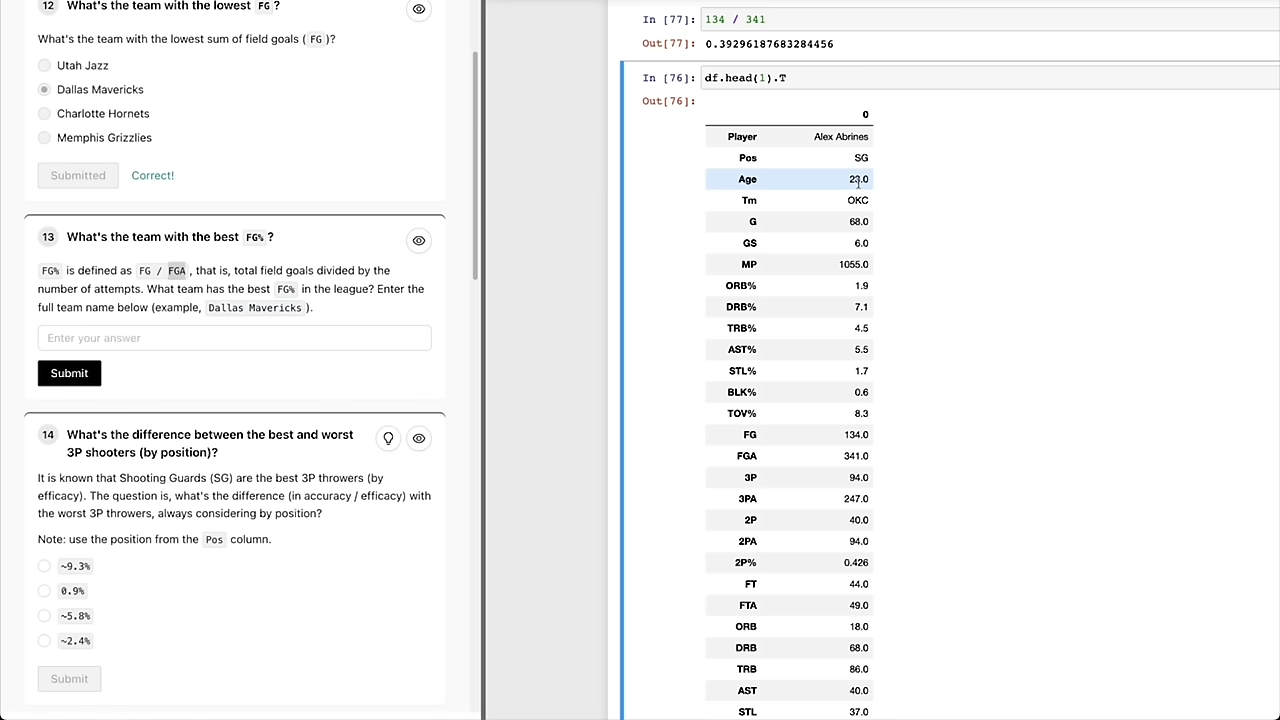 12 What's the team with the lowest FG ?
What's the team with the lowest sum of field goals ( FG )?
Utah Jazz
Dallas Mavericks
Charlotte Hornets
Memphis Grizzlies
Submitted Correct!
13 What's the team with the best FG% ?
FG% is defined as FG / FGA , that is, total field goals divided by the
number of attempts. What team has the best FG% in the league? Enter the
full team name below (example, Dallas Mavericks ).
Enter your answer
Submit
14 What's the difference between the best and worst
3P shooters (by position)?
It is known that Shooting Guards (SG) are the best 3P throwers (by
efficacy). The question is, what's the difference (in accuracy / efficacy) with
the worst 3P throwers, always considering by position?
Note: use the position from the Pos column.
~9.3%
0.9%
~5.8%
~2.4%
Submit
In [77]: 134 / 341
Out[77]: 0.39296187683284456
In [76]: df.head(1).T
Out[76]:
0
Player Alex Abrines
Pos SG
Age 23.0
Tm OKC
G 68.0
GS 6.0
MP 1055.0
ORB% 1.9
DRB% 7.1
TRB% 4.5
AST% 5.5
STL% 1.7
BLK% 0.6
TOV% 8.3
FG 134.0
FGA 341.0
3P 94.0
3PA 247.0
2P 40.0
2PA 94.0
2P% 0.426
FT 44.0
FTA 49.0
ORB 18.0
DRB 68.0
TRB 86.0
AST 40.0
STL 37.0